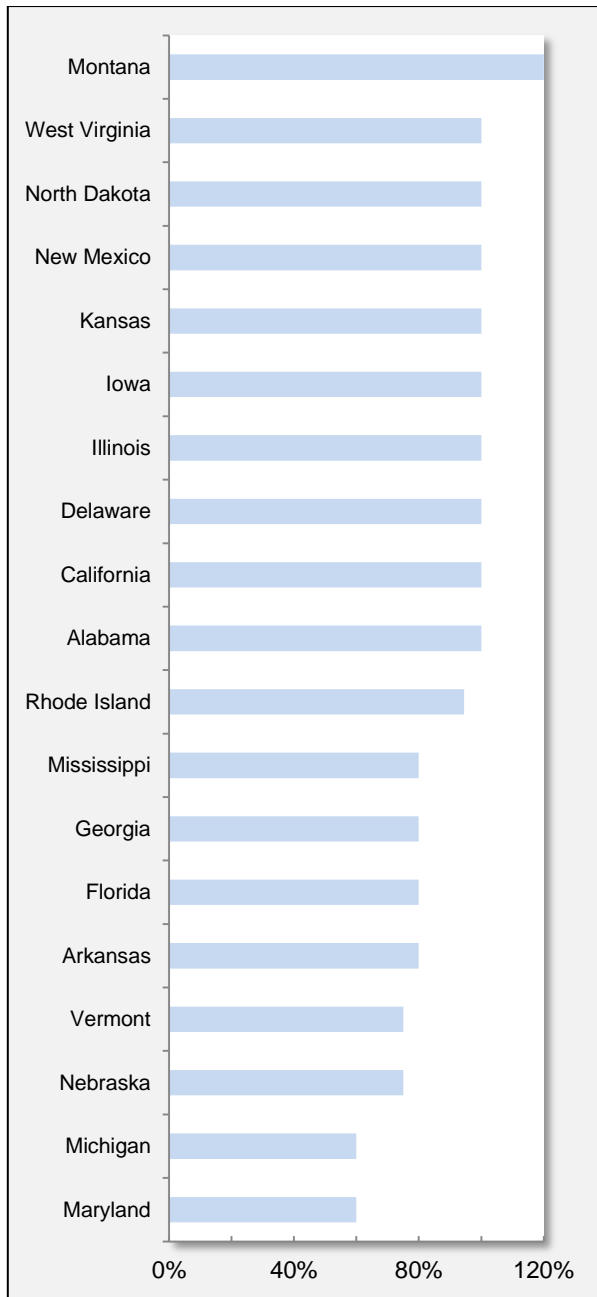 Montana
West Virginia
North Dakota
New Mexico
Kansas
Iowa
Illinois
Delaware
California
Alabama
Rhode Island
Mississippi
Georgia
Florida
Arkansas
Vermont
Nebraska
Michigan
Maryland
0% 40% 80% 120%